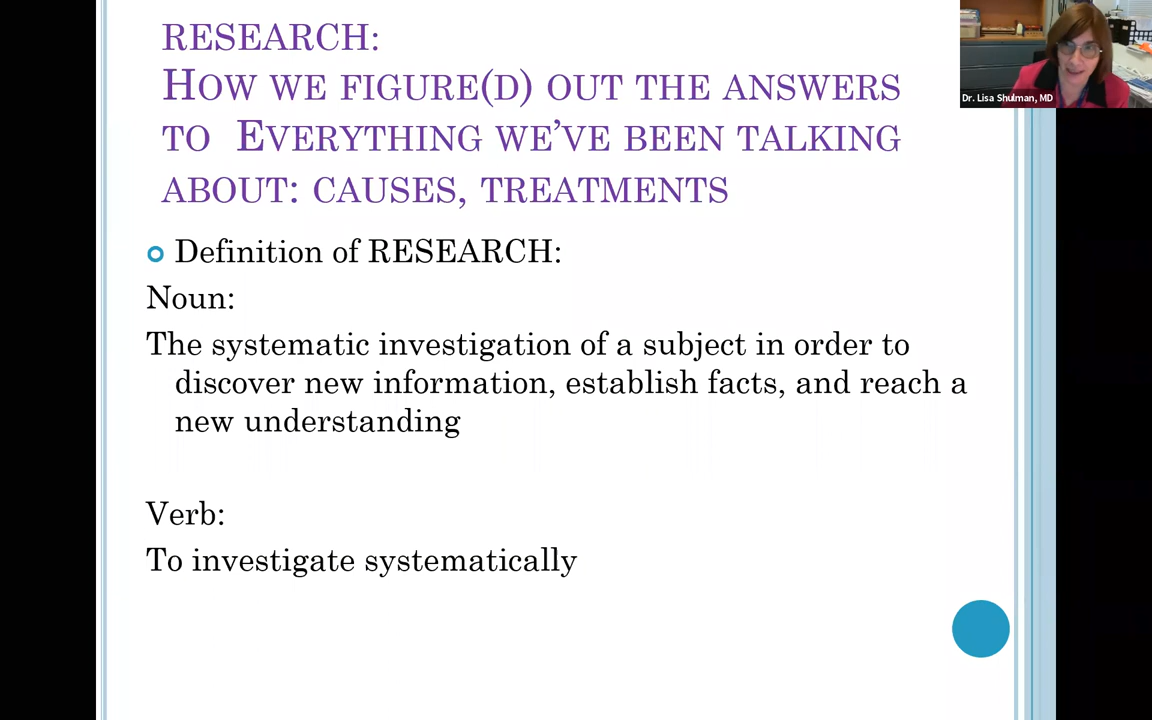 RESEARCH:
HOW WE FIGURE(D) OUT THE ANSWERS
TO EVERYTHING WE’VE BEEN TALKING
ABOUT: CAUSES, TREATMENTS
Dr. Lisa Shulman, MD
Definition of RESEARCH:
Noun:
The systematic investigation of a subject in order to
discover new information, establish facts, and reach a
new understanding
Verb:
To investigate systematically